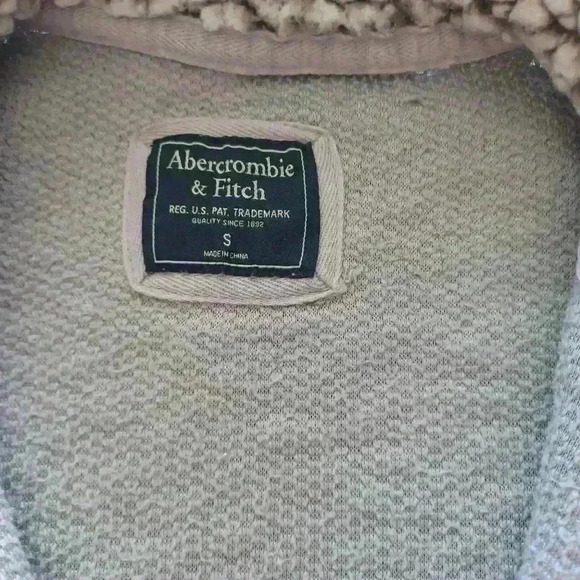 Abercrombie
& Fitch
REG. U.S. PAT. TRADEMARK
QUALITY SINCE 1892
S
MADE IN CHINA